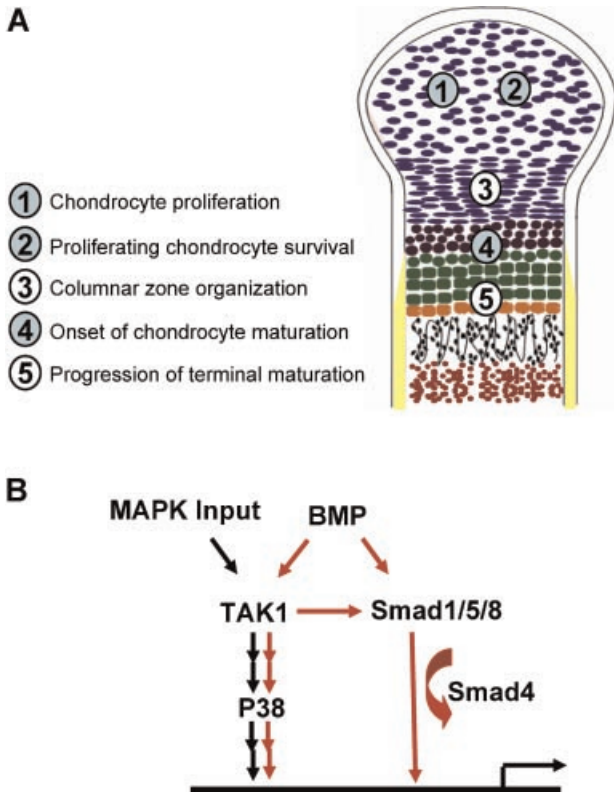 A
1 2
3
4
5
1 Chondrocyte proliferation
2 Proliferating chondrocyte survival
3 Columnar zone organization
4 Onset of chondrocyte maturation
5 Progression of terminal maturation
B
MAPK Input BMP
TAK1 Smad1/5/8
P38 Smad4